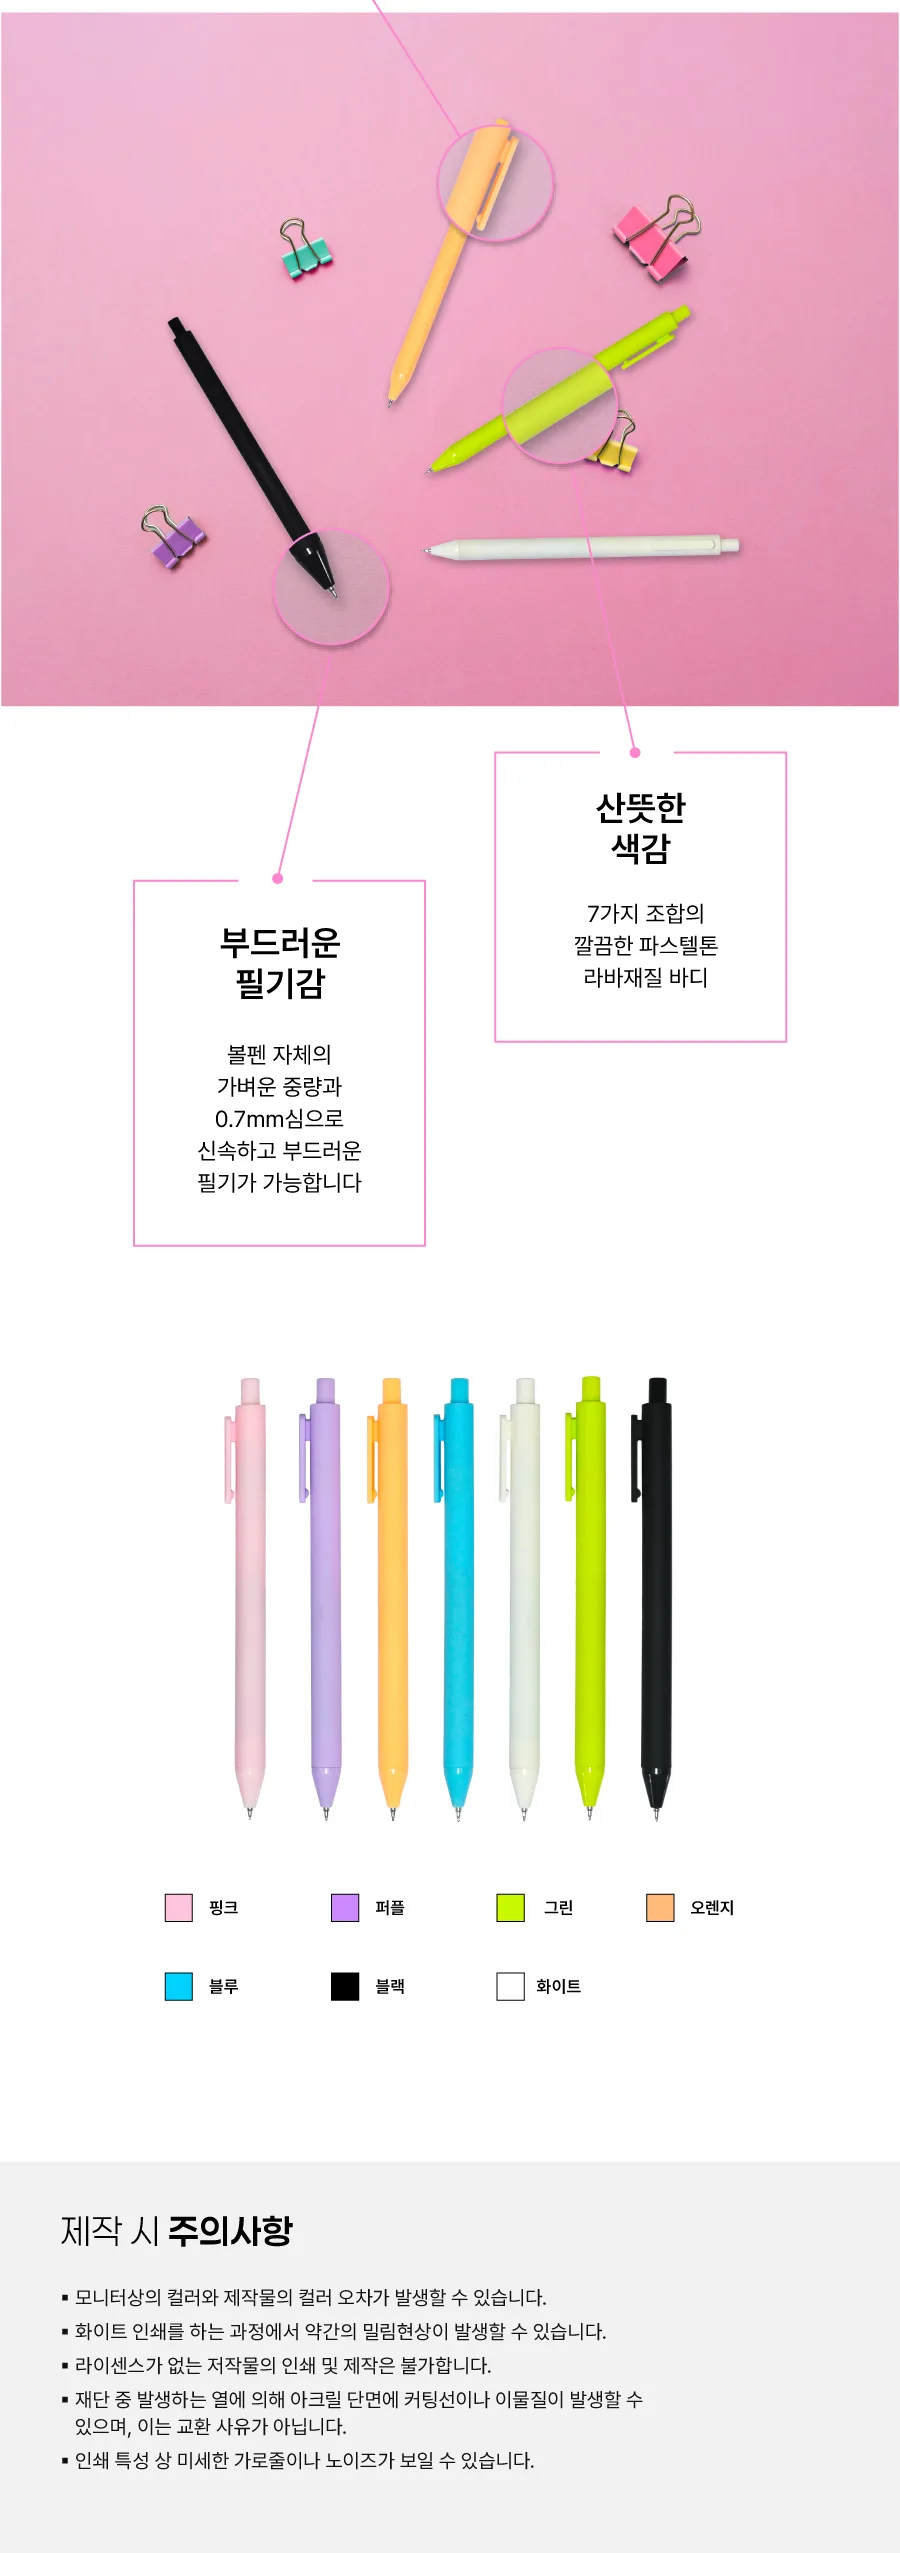 산뜻한
색감
7가지 조합의
깔끔한 파스텔톤
라바재질 바디
부드러운
필기감
볼펜 자체의
가벼운 중량과
0.7mm심으로
신속하고 부드러운
필기가 가능합니다
핑크 퍼플 그린 오렌지
블루 블랙 화이트
제작 시 주의사항
▪ 모니터상의 컬러와 제작물의 컬러 오차가 발생할 수 있습니다.
▪ 화이트 인쇄를 하는 과정에서 약간의 밀림현상이 발생할 수 있습니다.
▪ 라이센스가 없는 저작물의 인쇄 및 제작은 불가합니다.
▪ 재단 중 발생하는 열에 의해 아크릴 단면에 커팅선이나 이물질이 발생할 수
있으며, 이는 교환 사유가 아닙니다.
▪ 인쇄 특성 상 미세한 가로줄이나 노이즈가 보일 수 있습니다.